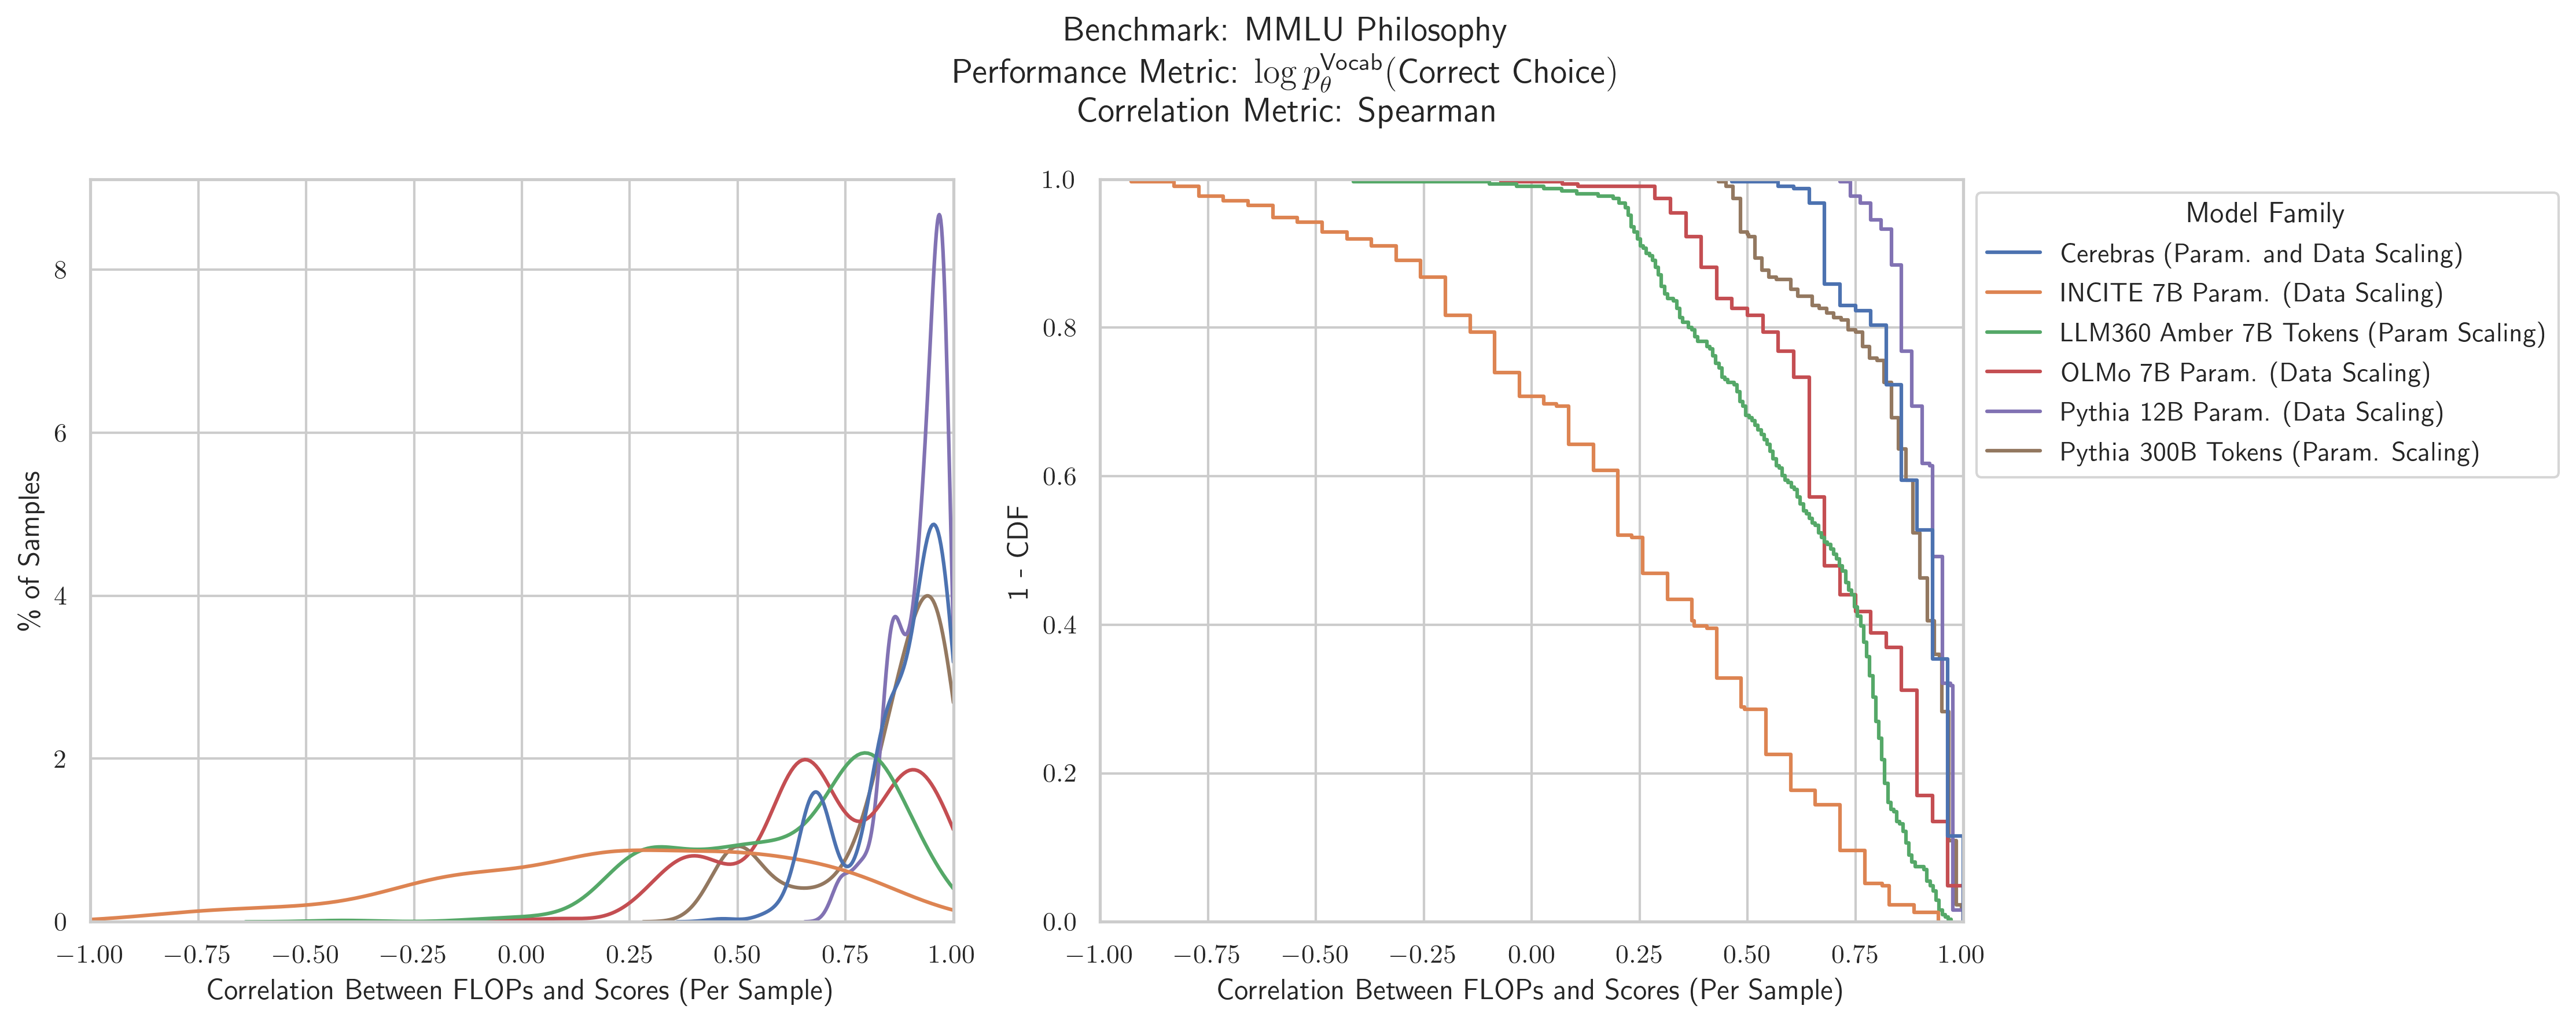 Benchmark: MMLU Philosophy
Performance Metric: log p_θ^Vocab(Correct Choice)
Correlation Metric: Spearman
% of Samples
8
6
4
2
0
−1.00 −0.75 −0.50 −0.25 0.00 0.25 0.50 0.75 1.00
Correlation Between FLOPs and Scores (Per Sample)
1 - CDF
1.0
0.8
0.6
0.4
0.2
0.0
−1.00 −0.75 −0.50 −0.25 0.00 0.25 0.50 0.75 1.00
Correlation Between FLOPs and Scores (Per Sample)
Model Family
Cerebras (Param. and Data Scaling)
INCITE 7B Param. (Data Scaling)
LLM360 Amber 7B Tokens (Param Scaling)
OLMo 7B Param. (Data Scaling)
Pythia 12B Param. (Data Scaling)
Pythia 300B Tokens (Param. Scaling)